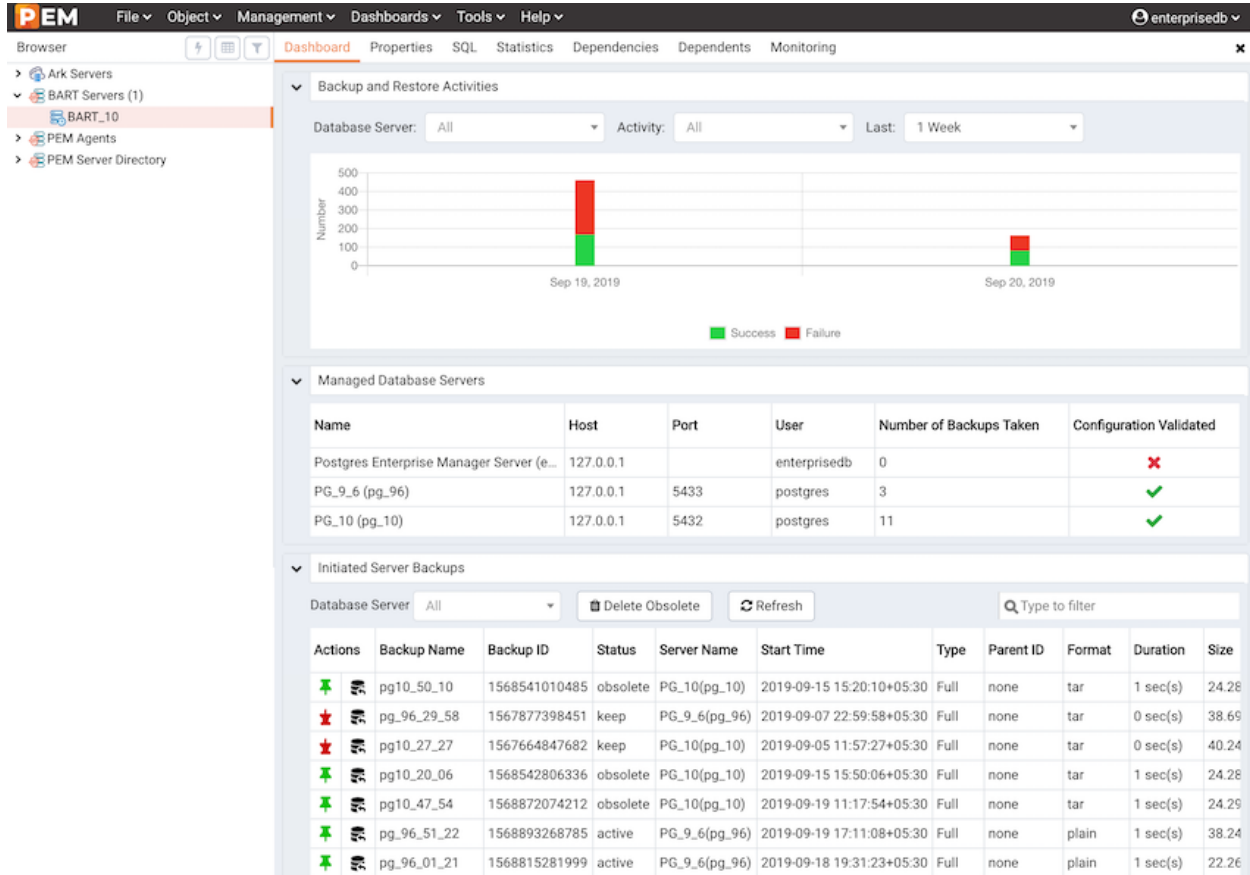 PEM File Object Management Dashboards Tools Help enterprisedb
Browser Dashboard Properties SQL Statistics Dependencies Dependents Monitoring
Ark Servers
BART Servers (1)
BART_10
PEM Agents
PEM Server Directory
Backup and Restore Activities
Database Server: All Activity: All Last: 1 Week
Number
500
400
300
200
100
0
Sep 19, 2019 Sep 20, 2019
Success Failure
Managed Database Servers
Name Host Port User Number of Backups Taken Configuration Validated
Postgres Enterprise Manager Server (e... 127.0.0.1 enterprisedb 0
PG_9_6 (pg_96) 127.0.0.1 5433 postgres 3
PG_10 (pg_10) 127.0.0.1 5432 postgres 11
Initiated Server Backups
Database Server All Delete Obsolete Refresh Type to filter
Actions Backup Name Backup ID Status Server Name Start Time Type Parent ID Format Duration Size
pg10_50_10 1568541010485 obsolete PG_10(pg_10) 2019-09-15 15:20:10+05:30 Full none tar 1 sec(s) 24.28
pg_96_29_58 1567877398451 keep PG_9_6(pg_96) 2019-09-07 22:59:58+05:30 Full none tar 0 sec(s) 38.69
pg10_27_27 1567664847682 keep PG_10(pg_10) 2019-09-05 11:57:27+05:30 Full none tar 0 sec(s) 40.24
pg10_20_06 1568542806336 obsolete PG_10(pg_10) 2019-09-15 15:50:06+05:30 Full none tar 1 sec(s) 24.28
pg10_47_54 1568872074212 obsolete PG_10(pg_10) 2019-09-19 11:17:54+05:30 Full none tar 1 sec(s) 24.29
pg_96_51_22 1568893268785 active PG_9_6(pg_96) 2019-09-19 17:11:08+05:30 Full none plain 1 sec(s) 38.24
pg_96_01_21 1568815281999 active PG_9_6(pg_96) 2019-09-18 19:31:23+05:30 Full none plain 1 sec(s) 22.26